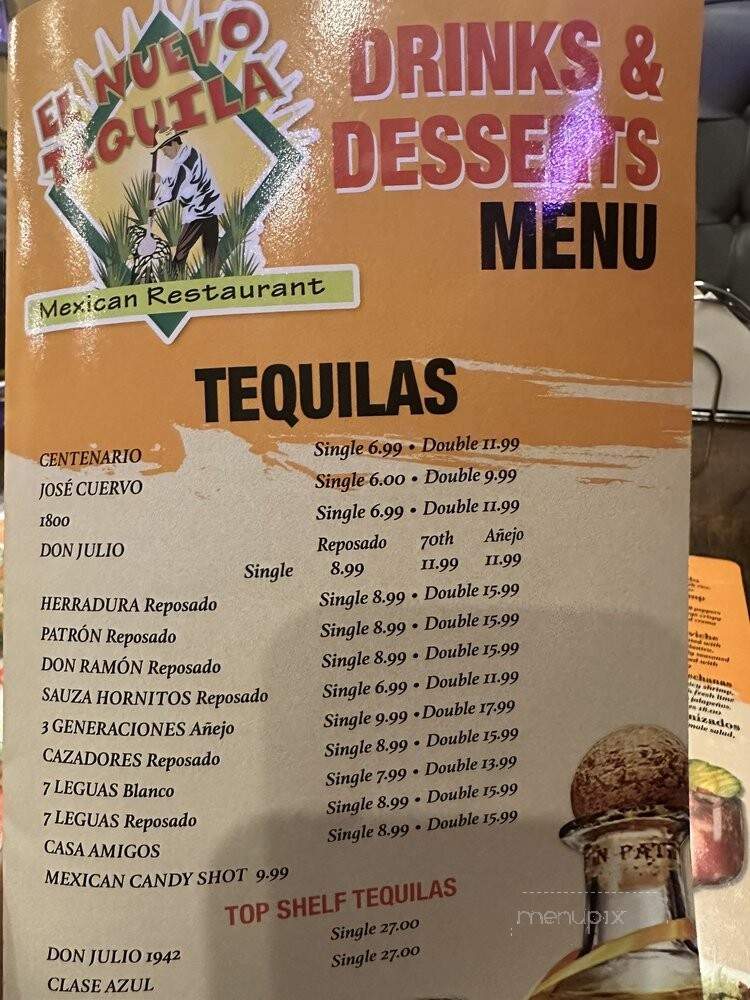 EL NUEVO
TEQUILA
Mexican Restaurant
DRINKS &
DESSERTS
MENU
TEQUILAS
CENTENARIO Single 6.99 • Double 11.99
JOSÉ CUERVO Single 6.00 • Double 9.99
1800 Single 6.99 • Double 11.99
DON JULIO Reposado 70th Añejo
Single 8.99 11.99 11.99
HERRADURA Reposado Single 8.99 • Double 15.99
PATRÓN Reposado Single 8.99 • Double 15.99
DON RAMÓN Reposado Single 8.99 • Double 15.99
SAUZA HORNITOS Reposado Single 6.99 • Double 11.99
3 GENERACIONES Añejo Single 9.99 • Double 17.99
CAZADORES Reposado Single 8.99 • Double 15.99
7 LEGUAS Blanco Single 7.99 • Double 13.99
7 LEGUAS Reposado Single 8.99 • Double 15.99
CASA AMIGOS Single 8.99 • Double 15.99
MEXICAN CANDY SHOT 9.99
TOP SHELF TEQUILAS
DON JULIO 1942 Single 27.00
CLASE AZUL Single 27.00
menupix